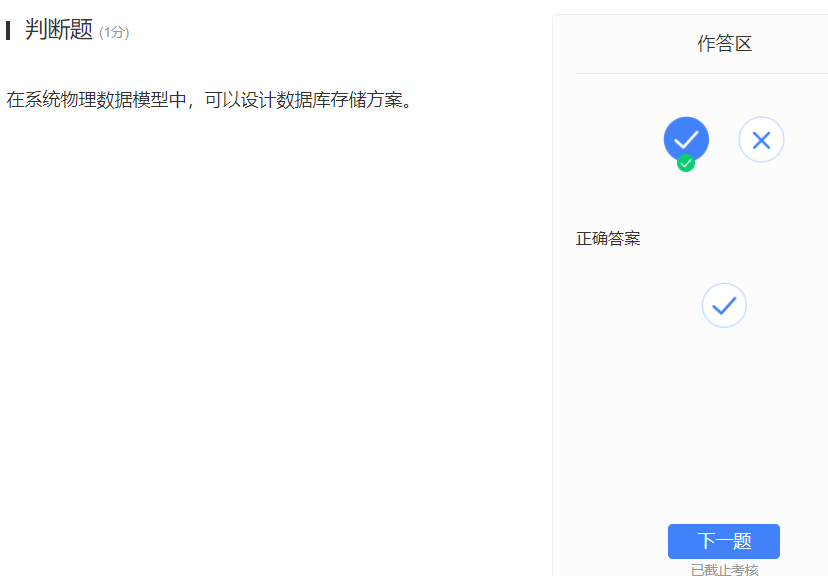 判断题 (1分)
在系统物理数据模型中，可以设计数据库存储方案。
作答区
正确答案
下一题
已截止考核